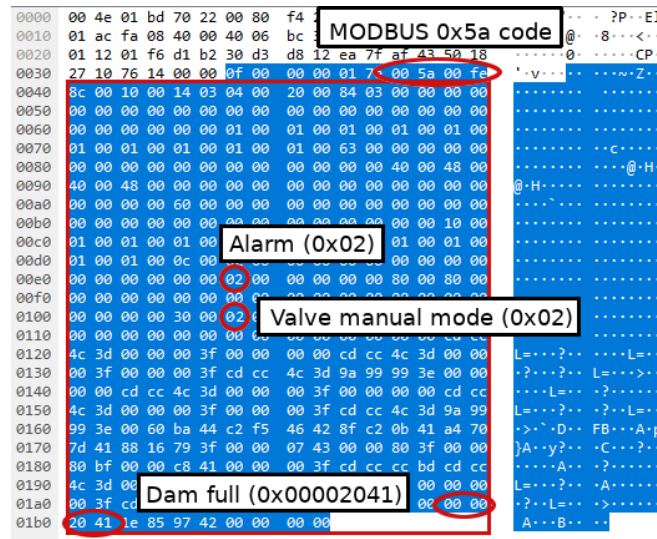 MODBUS 0x5a code
0000 00 4e 01 bd 70 22 00 80 f4
0010 01 ac fa 08 40 00 40 06 bc
0020 01 12 01 f6 d1 b2 30 d3 d8 12 ea 7f af 43 50 18 ······0· ·····CP·
0030 27 10 76 14 00 00 0f 00 00 00 01 00 5a 00 fe '·v····· ···~·Z··
0040 8c 00 10 00 14 03 04 00 20 00 84 03 00 00 00 00
0050 00 00 00 00 00 00 00 00 00 00 00 00 00 00 00 00
0060 00 00 00 00 00 00 01 00 01 00 01 00 01 00 01 00
0070 01 00 01 00 01 00 01 00 01 00 63 00 00 00 00 00 ········ ··c·····
0080 00 00 00 00 00 00 00 00 00 00 00 00 40 00 48 00 ········ ····@·H·
0090 40 00 48 00 00 00 00 00 00 00 00 00 00 00 00 00 @·H····· ········
00a0 00 00 00 00 60 00 00 00 00 00 00 00 00 00 00 00 ····`··· ········
00b0 00 00 00 00 00 00 00 00 00 00 00 00 00 00 10 00
00c0 01 00 01 00 01 00 01 00 01 00
Alarm (0x02)
00d0 01 00 01 00 0c 00 00 00 00 00
00e0 00 00 00 00 00 00 02 00 00 00 00 00 80 00 80 00
00f0 00 00 00 00 00 00
0100 00 00 00 00 30 00 02
Valve manual mode (0x02)
0110 00 00 00 00 00 00
0120 4c 3d 00 00 00 3f 00 00 00 00 cd cc 4c 3d 00 00 L=···?·· ····L=··
0130 00 3f 00 00 00 3f cd cc 4c 3d 9a 99 99 3e 00 00 ·?···?·· L=···>··
0140 00 00 cd cc 4c 3d 00 00 00 3f 00 00 00 00 cd cc ····L=·· ·?······
0150 4c 3d 00 00 00 3f 00 00 00 3f cd cc 4c 3d 9a 99 L=···?·· ·?··L=··
0160 99 3e 00 60 ba 44 c2 f5 46 42 8f c2 0b 41 a4 70 ·>·`·D·· FB···A·p
0170 7d 41 88 16 79 3f 00 00 07 43 00 00 80 3f 00 00 }A··y?·· ·C···?··
0180 80 bf 00 00 c8 41 00 00 00 3f cd cc cc bd cd cc ·····A·· ·?······
0190 4c 3d 00 00 00 00
Dam full (0x00002041)
01a0 00 3f 00 00 00
01b0 20 41 1e 85 97 42 00 00 00 00 A···B·· ··